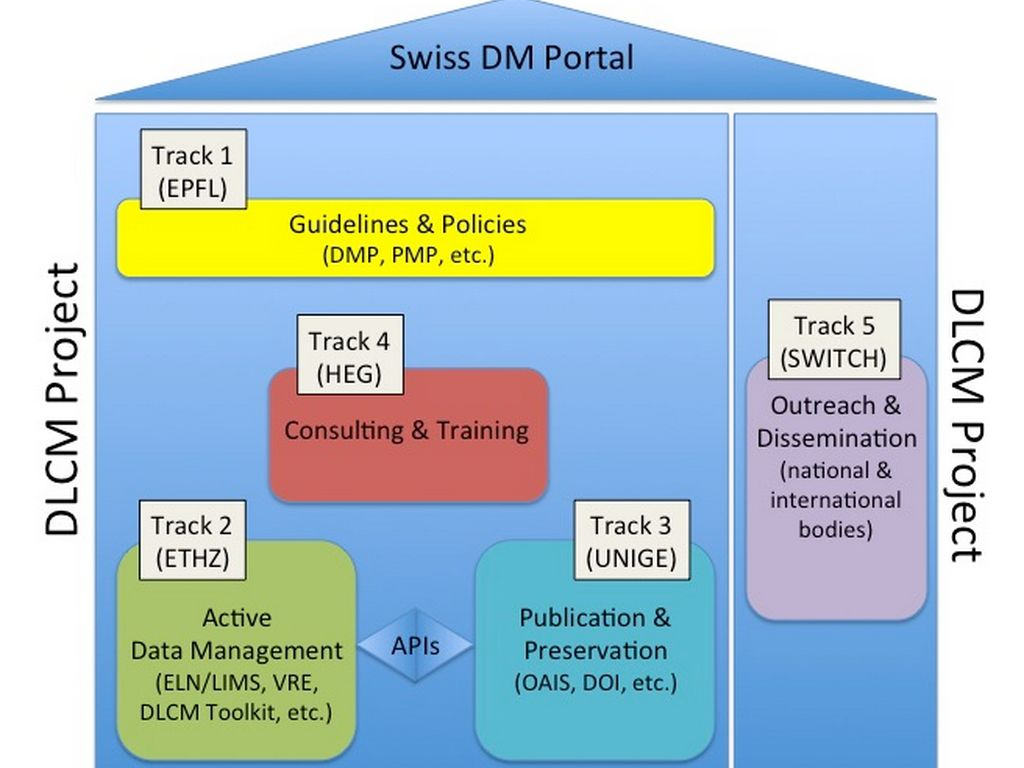 Swiss DM Portal
DLCM Project
Track 1
(EPFL)
Guidelines & Policies
(DMP, PMP, etc.)
Track 4
(HEG)
Consulting & Training
Track 2
(ETHZ)
Active
Data Management
(ELN/LIMS, VRE,
DLCM Toolkit, etc.)
APIs
Track 3
(UNIGE)
Publication &
Preservation
(OAIS, DOI, etc.)
Track 5
(SWITCH)
Outreach &
Dissemination
(national &
international
bodies)
DLCM Project